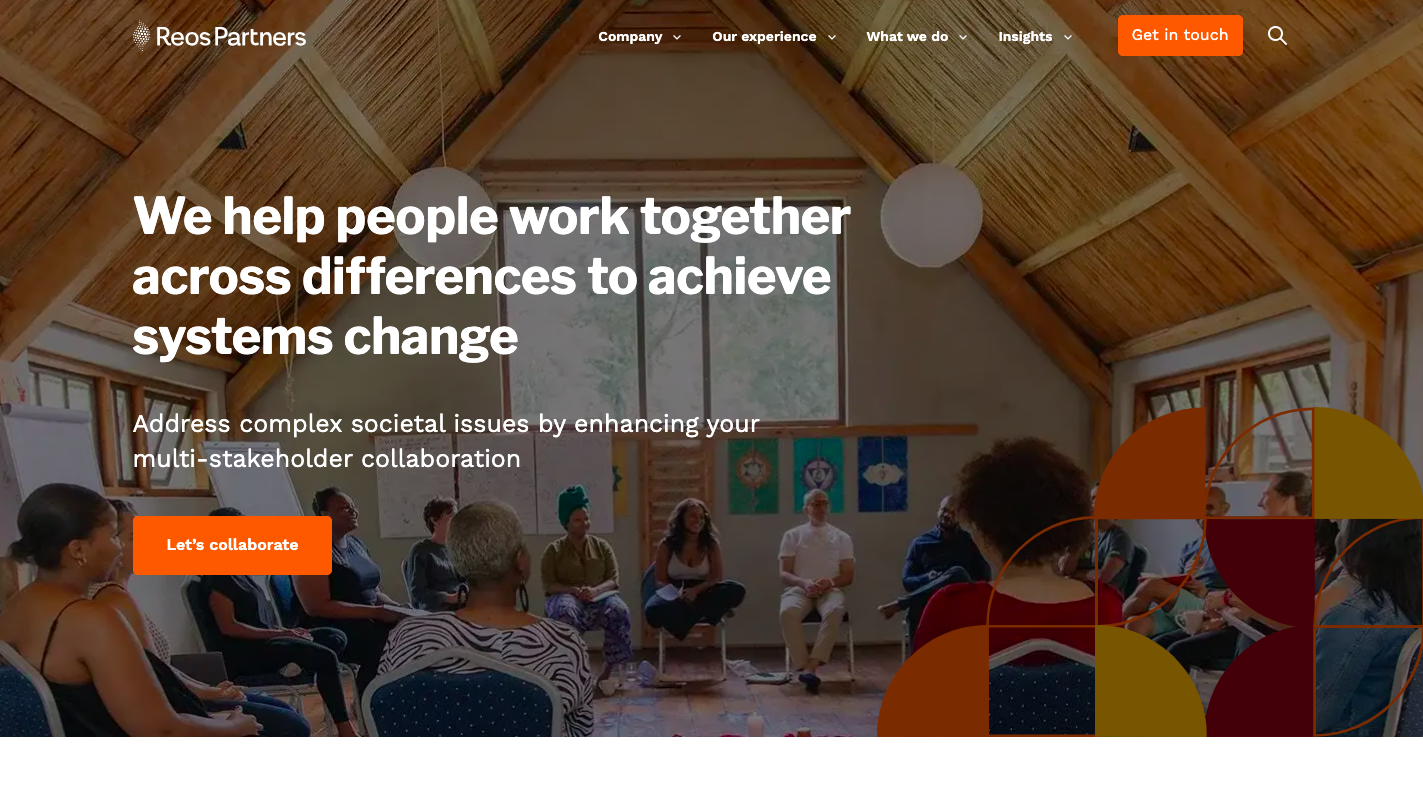 Reos Partners
Company
Our experience
What we do
Insights
Get in touch
We help people work together
across differences to achieve
systems change
Address complex societal issues by enhancing your
multi-stakeholder collaboration
Let's collaborate